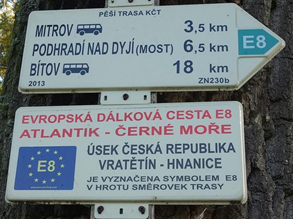 PĚŠÍ TRASA KČT
MITROV 3,5 km
PODHRADÍ NAD DYJÍ (MOST) 6,5 km
BÍTOV 18 km
E8
2013 ZN230b
EVROPSKÁ DÁLKOVÁ CESTA E8
ATLANTIK - ČERNÉ MOŘE
E8
ÚSEK ČESKÁ REPUBLIKA
VRATĚTÍN - HNANICE
JE VYZNAČENA SYMBOLEM E8
V HROTU SMĚROVEK TRASY